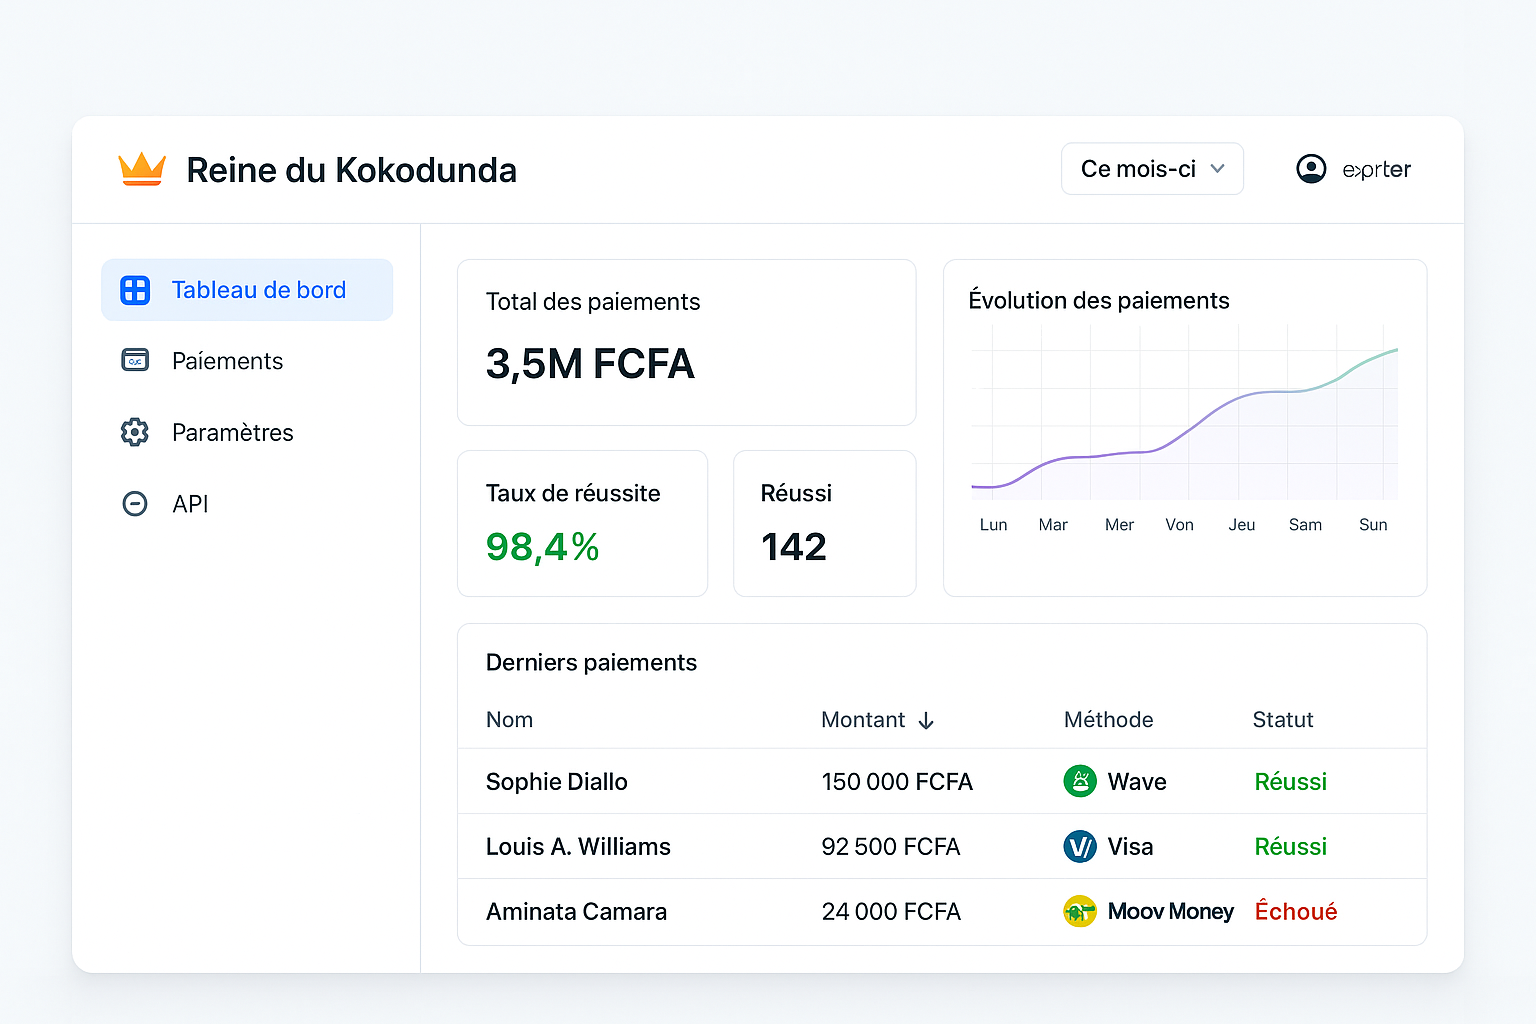 Reine du Kokodunda
Ce mois-ci
Tableau de bord
Paíements
Paramètres
API
Total des paiements
3,5M FCFA
Taux de réussite
98,4%
Réussi
142
Évolution des paiements
Lun Mar Mer Von Jeu Sam Sun
Derniers paiements
Nom Montant ↓ Méthode Statut
Sophie Diallo 150 000 FCFA Wave Réussi
Louis A. Williams 92 500 FCFA Visa Réussi
Aminata Camara 24 000 FCFA Moov Money Échoué